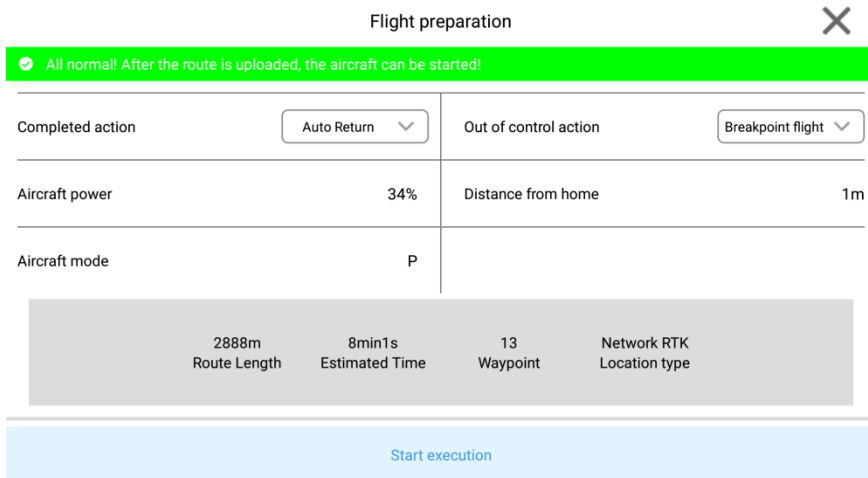 Flight preparation
All normal! After the route is uploaded, the aircraft can be started!
Completed action
Auto Return
Out of control action
Breakpoint flight
Aircraft power
34%
Distance from home
1m
Aircraft mode
P
2888m
Route Length
8min1s
Estimated Time
13
Waypoint
Network RTK
Location type
Start execution